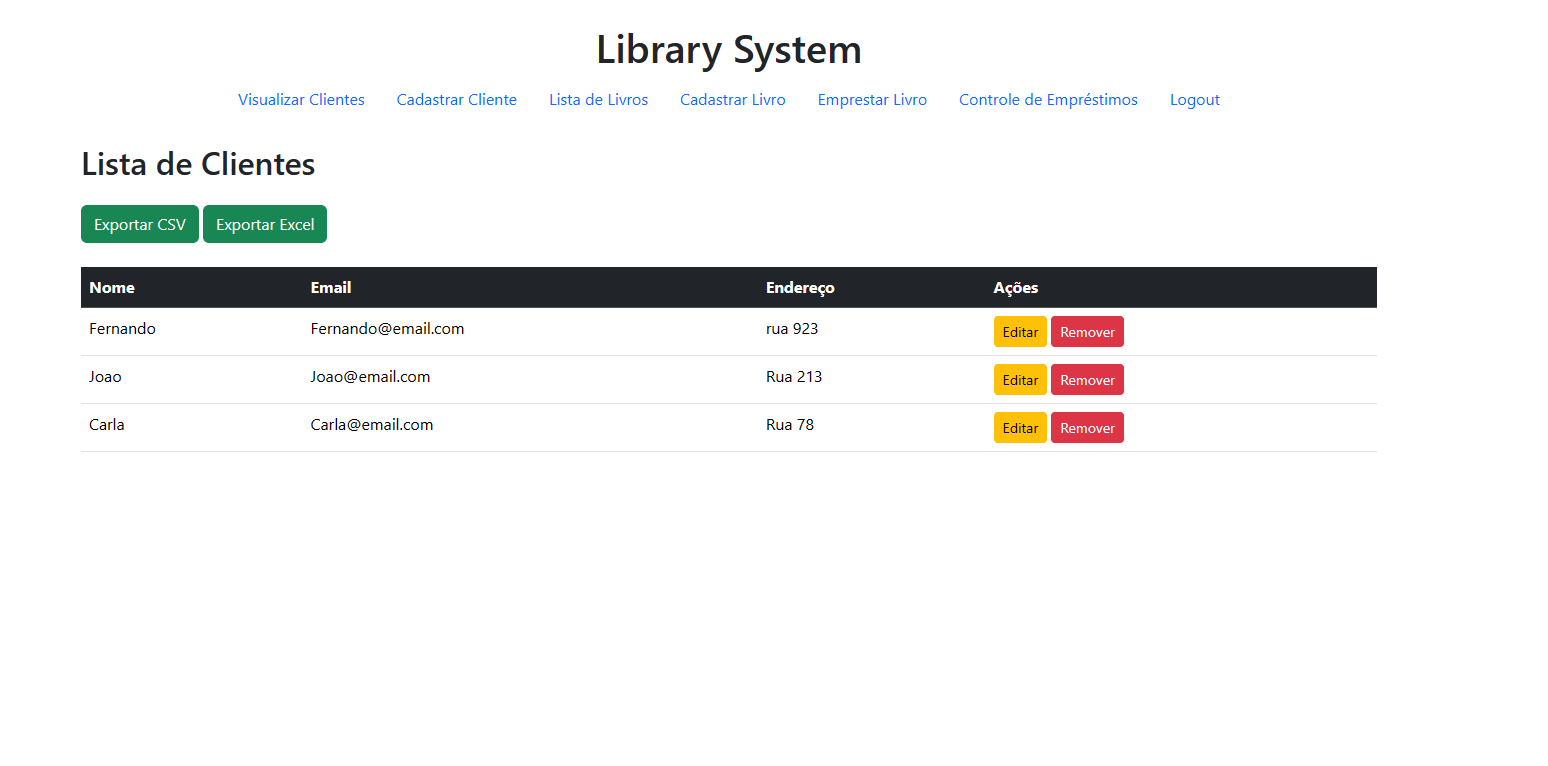 Library System
Visualizar Clientes Cadastrar Cliente Lista de Livros Cadastrar Livro Emprestar Livro Controle de Empréstimos Logout
Lista de Clientes
Exportar CSV Exportar Excel
Nome Email Endereço Ações
Fernando Fernando@email.com rua 923 Editar Remover
Joao Joao@email.com Rua 213 Editar Remover
Carla Carla@email.com Rua 78 Editar Remover